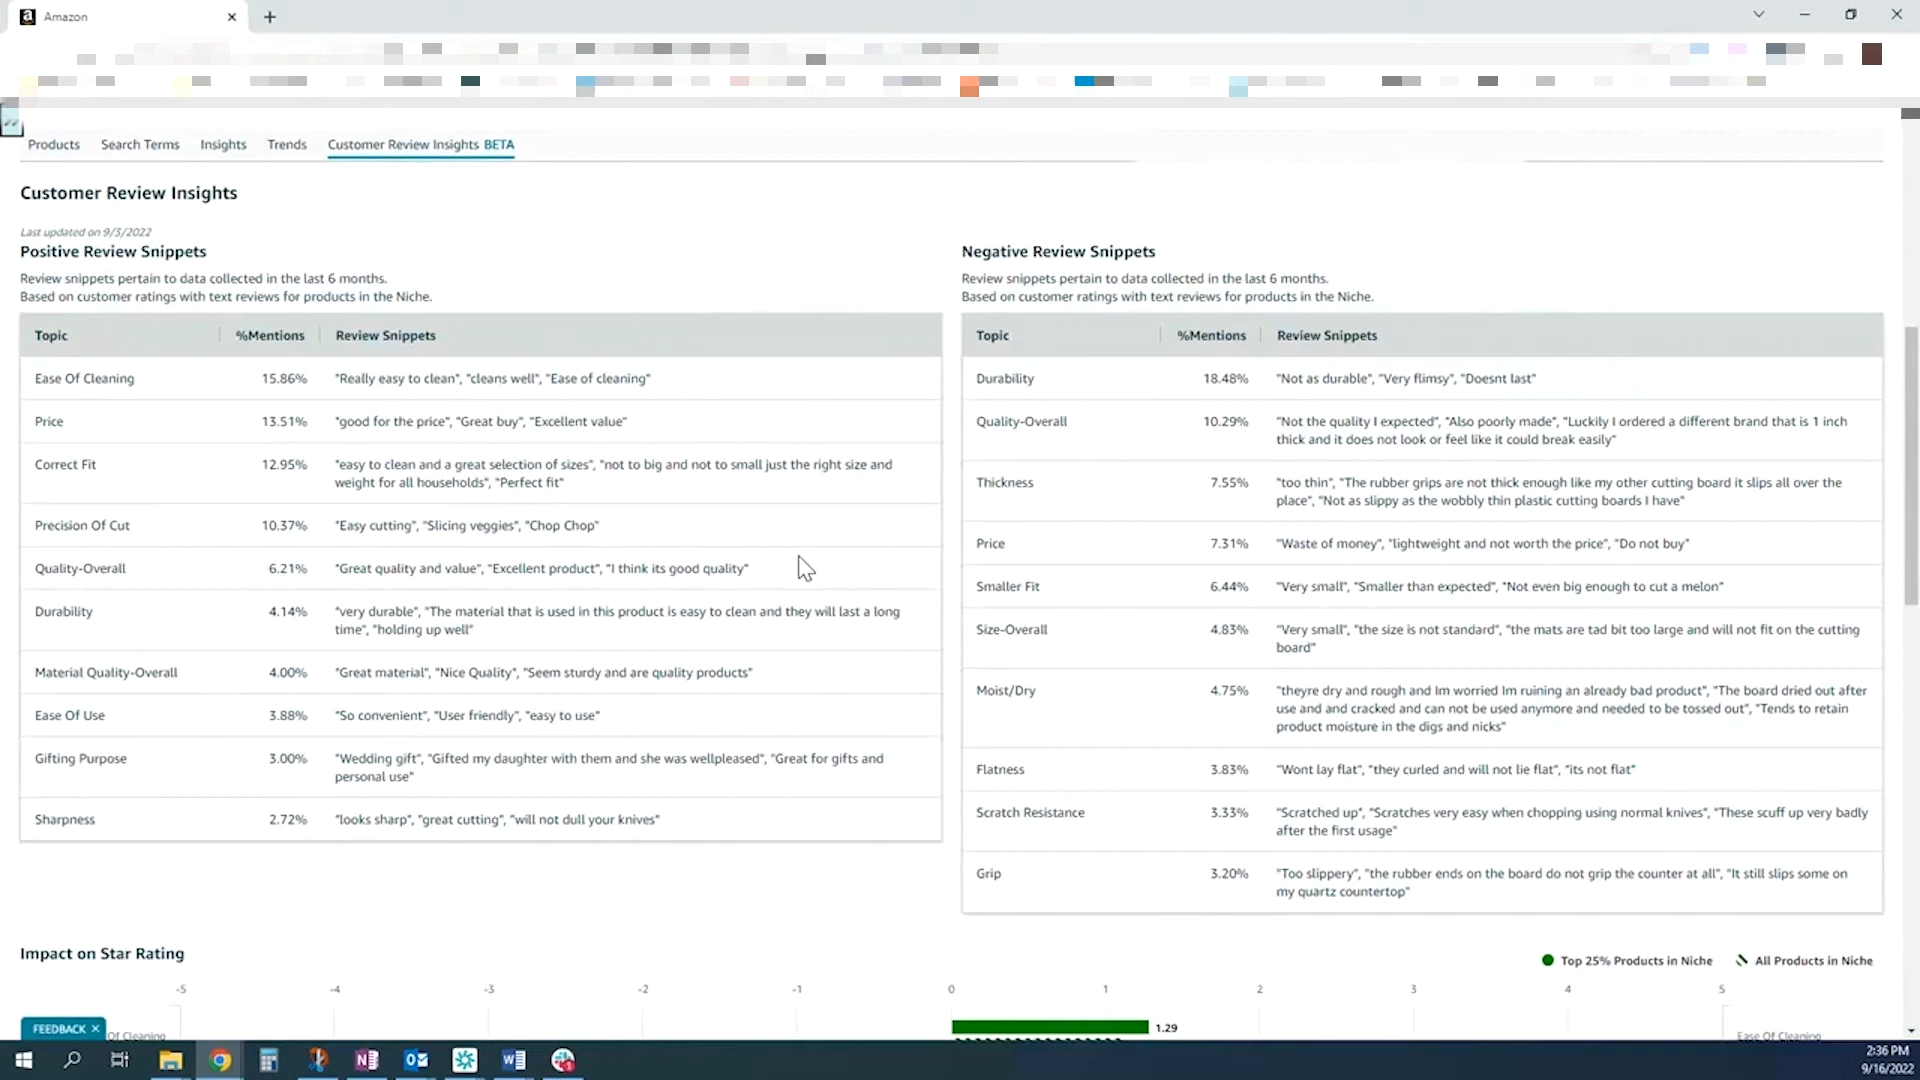 Amazon
Products Search Terms Insights Trends Customer Review Insights BETA
Customer Review Insights
Last updated on 9/3/2022
Positive Review Snippets
Review snippets pertain to data collected in the last 6 months.
Based on customer ratings with text reviews for products in the Niche.
Topic %Mentions Review Snippets
Ease Of Cleaning 15.86% "Really easy to clean", "cleans well", "Ease of cleaning"
Price 13.51% "good for the price", "Great buy", "Excellent value"
Correct Fit 12.95% "easy to clean and a great selection of sizes", "not to big and not to small just the right size and
weight for all households", "Perfect fit"
Precision Of Cut 10.37% "Easy cutting", "Slicing veggies", "Chop Chop"
Quality-Overall 6.21% "Great quality and value", "Excellent product", "I think its good quality"
Durability 4.14% "very durable", "The material that is used in this product is easy to clean and they will last a long
time", "holding up well"
Material Quality-Overall 4.00% "Great material", "Nice Quality", "Seem sturdy and are quality products"
Ease Of Use 3.88% "So convenient", "User friendly", "easy to use"
Gifting Purpose 3.00% "Wedding gift", "Gifted my daughter with them and she was wellpleased", "Great for gifts and
personal use"
Sharpness 2.72% "looks sharp", "great cutting", "will not dull your knives"
Negative Review Snippets
Review snippets pertain to data collected in the last 6 months.
Based on customer ratings with text reviews for products in the Niche.
Topic %Mentions Review Snippets
Durability 18.48% "Not as durable", "Very flimsy", "Doesnt last"
Quality-Overall 10.29% "Not the quality I expected", "Also poorly made", "Luckily I ordered a different brand that is 1 inch
thick and it does not look or feel like it could break easily"
Thickness 7.55% "too thin", "The rubber grips are not thick enough like my other cutting board it slips all over the
place", "Not as slippy as the wobbly thin plastic cutting boards I have"
Price 7.31% "Waste of money", "lightweight and not worth the price", "Do not buy"
Smaller Fit 6.44% "Very small", "Smaller than expected", "Not even big enough to cut a melon"
Size-Overall 4.83% "Very small", "the size is not standard", "the mats are tad bit too large and will not fit on the cutting
board"
Moist/Dry 4.75% "theyre dry and rough and Im worried Im ruining an already bad product", "The board dried out after
use and and cracked and can not be used anymore and needed to be tossed out", "Tends to retain
product moisture in the digs and nicks"
Flatness 3.83% "Wont lay flat", "they curled and will not lie flat", "its not flat"
Scratch Resistance 3.33% "Scratched up", "Scratches very easy when chopping using normal knives", "These scuff up very badly
after the first usage"
Grip 3.20% "Too slippery", "the rubber ends on the board do not grip the counter at all", "It still slips some on
my quartz countertop"
Impact on Star Rating
Top 25% Products in Niche All Products in Niche
-5 -4 -3 -2 -1 0 1 2 3 4 5
FEEDBACK × Of Cleaning 1.29 Ease Of Cleaning
2:36 PM
9/16/2022